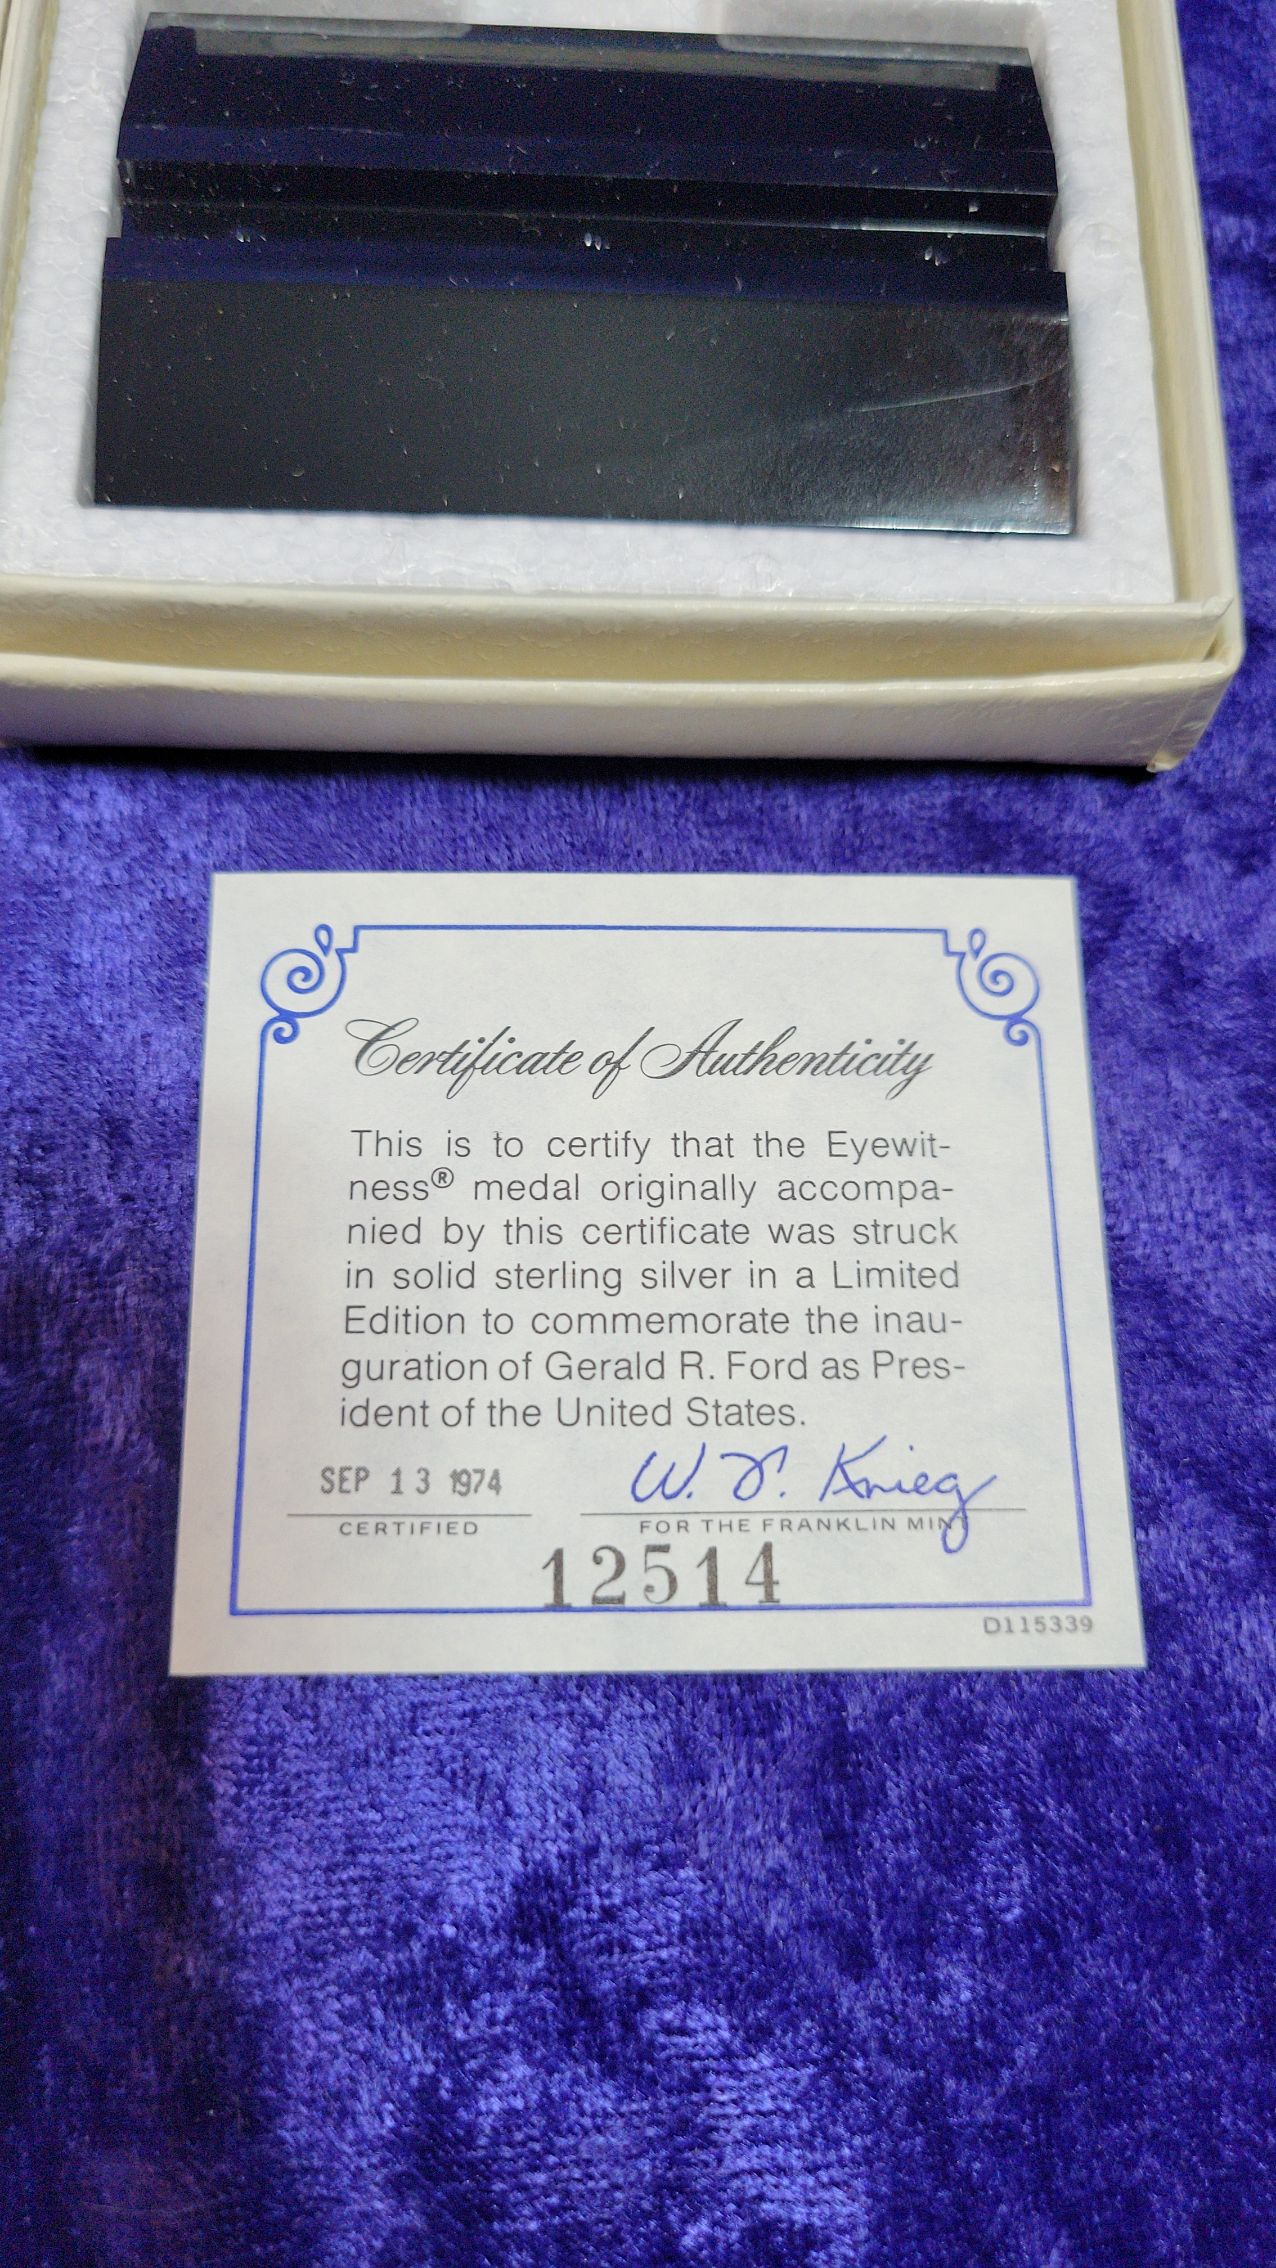 Certificate of Authenticity
This is to certify that the Eyewit-
ness® medal originally accompa-
nied by this certificate was struck
in solid sterling silver in a Limited
Edition to commemorate the inau-
guration of Gerald R. Ford as Pres-
ident of the United States.
SEP 13 1974 W. F. Krieg
CERTIFIED FOR THE FRANKLIN MINT
12514
D115339